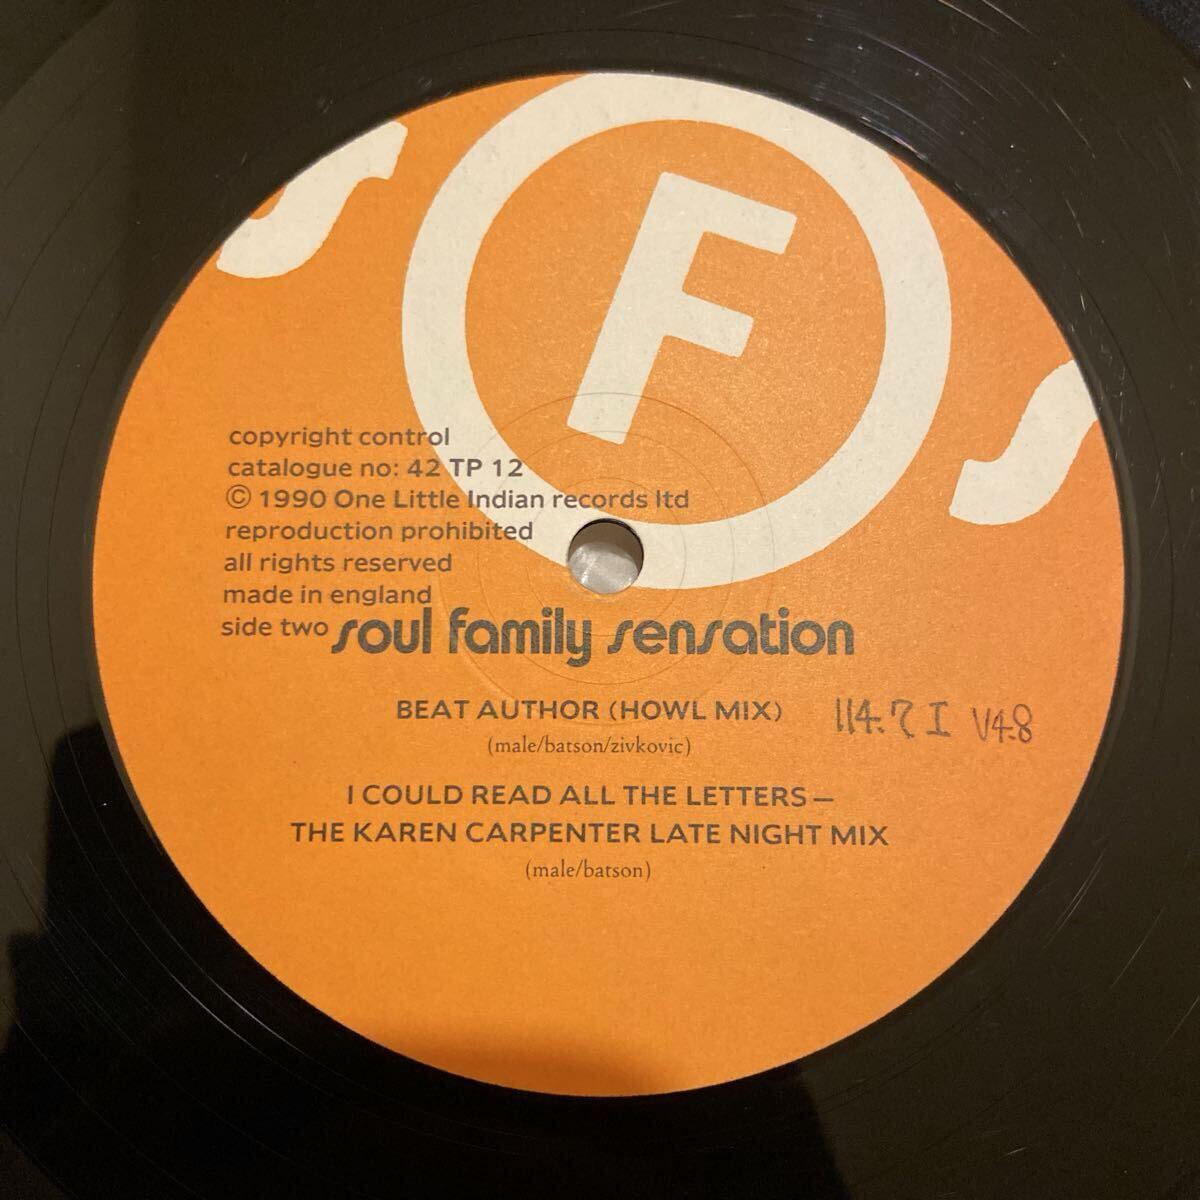 S F S
copyright control
catalogue no: 42 TP 12
© 1990 One Little Indian records ltd
reproduction prohibited
all rights reserved
made in england
side two soul family sensation
BEAT AUTHOR (HOWL MIX) 114.7 I V4.8
(male/batson/zivkovic)
I COULD READ ALL THE LETTERS—
THE KAREN CARPENTER LATE NIGHT MIX
(male/batson)